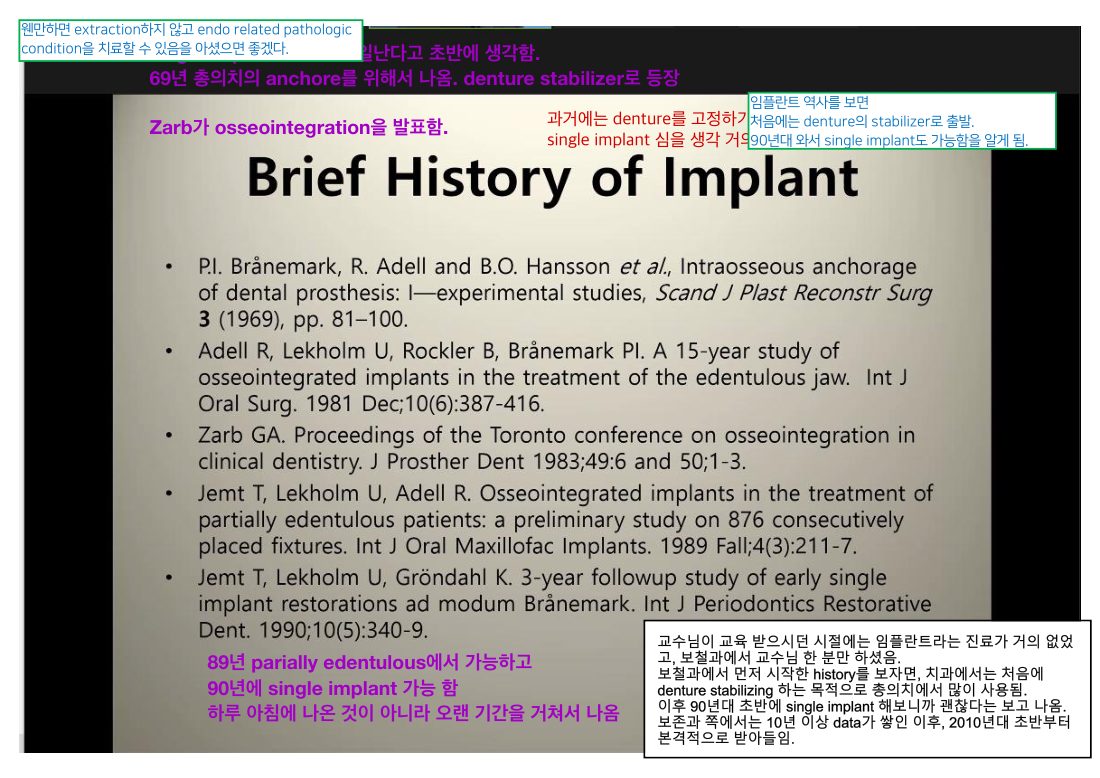 웬만하면 extraction하지 않고 endo related pathologic
condition을 치료할 수 있음을 아셨으면 좋겠다.
일난다고 초반에 생각함.
69년 총의치의 anchore를 위해서 나옴. denture stabilizer로 등장
Zarb가 osseointegration을 발표함.
과거에는 denture를 고정하기
single implant 심을 생각
임플란트 역사를 보면
처음에는 denture의 stabilizer로 출발.
90년대 와서 single implant도 가능함을 알게 됨.
Brief History of Implant
• P.I. Brånemark, R. Adell and B.O. Hansson et al., Intraosseous anchorage
of dental prosthesis: I—experimental studies, Scand J Plast Reconstr Surg
3 (1969), pp. 81–100.
• Adell R, Lekholm U, Rockler B, Brånemark PI. A 15-year study of
osseointegrated implants in the treatment of the edentulous jaw. Int J
Oral Surg. 1981 Dec;10(6):387-416.
• Zarb GA. Proceedings of the Toronto conference on osseointegration in
clinical dentistry. J Prosther Dent 1983;49:6 and 50;1-3.
• Jemt T, Lekholm U, Adell R. Osseointegrated implants in the treatment of
partially edentulous patients: a preliminary study on 876 consecutively
placed fixtures. Int J Oral Maxillofac Implants. 1989 Fall;4(3):211-7.
• Jemt T, Lekholm U, Gröndahl K. 3-year followup study of early single
implant restorations ad modum Brånemark. Int J Periodontics Restorative
Dent. 1990;10(5):340-9.
89년 parially edentulous에서 가능하고
90년에 single implant 가능 함
하루 아침에 나온 것이 아니라 오랜 기간을 거쳐서 나옴
교수님이 교육 받으시던 시절에는 임플란트라는 진료가 거의 없었
고, 보철과에서 교수님 한 분만 하셨음.
보철과에서 먼저 시작한 history를 보자면, 치과에서는 처음에
denture stabilizing 하는 목적으로 총의치에서 많이 사용됨.
이후 90년대 초반에 single implant 해보니까 괜찮다는 보고 나옴.
보존과 쪽에서는 10년 이상 data가 쌓인 이후, 2010년대 초반부터
본격적으로 받아들임.